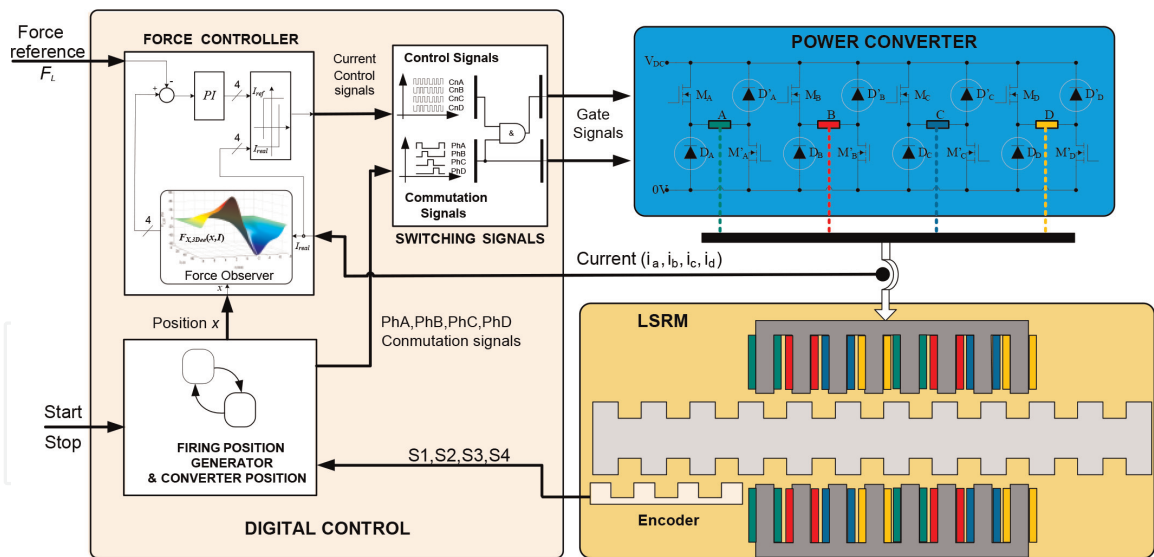 Force
reference
F_L
FORCE CONTROLLER
-
+
PI
4
I_ref
4
I_real
4
F_X,3Dex(x,I)
I_real
Force Observer
x
Current
Control
signals
Control Signals
CnA
CnB
CnC
CnD
&
PhA
PhB
PhC
PhD
Commutation
Signals
SWITCHING SIGNALS
Gate
Signals
POWER CONVERTER
V_DC
M_A
D'_A
M_B
D'_B
M_C
D'_C
M_D
D'_D
A
B
C
D
D_A
M'_A
D_B
M'_B
D_C
M'_C
D_D
M'_D
0V
Current (i_a, i_b, i_c, i_d)
Position x
PhA,PhB,PhC,PhD
Conmutation signals
Start
Stop
FIRING POSITION
GENERATOR
& CONVERTER POSITION
S1,S2,S3,S4
DIGITAL CONTROL
LSRM
Encoder